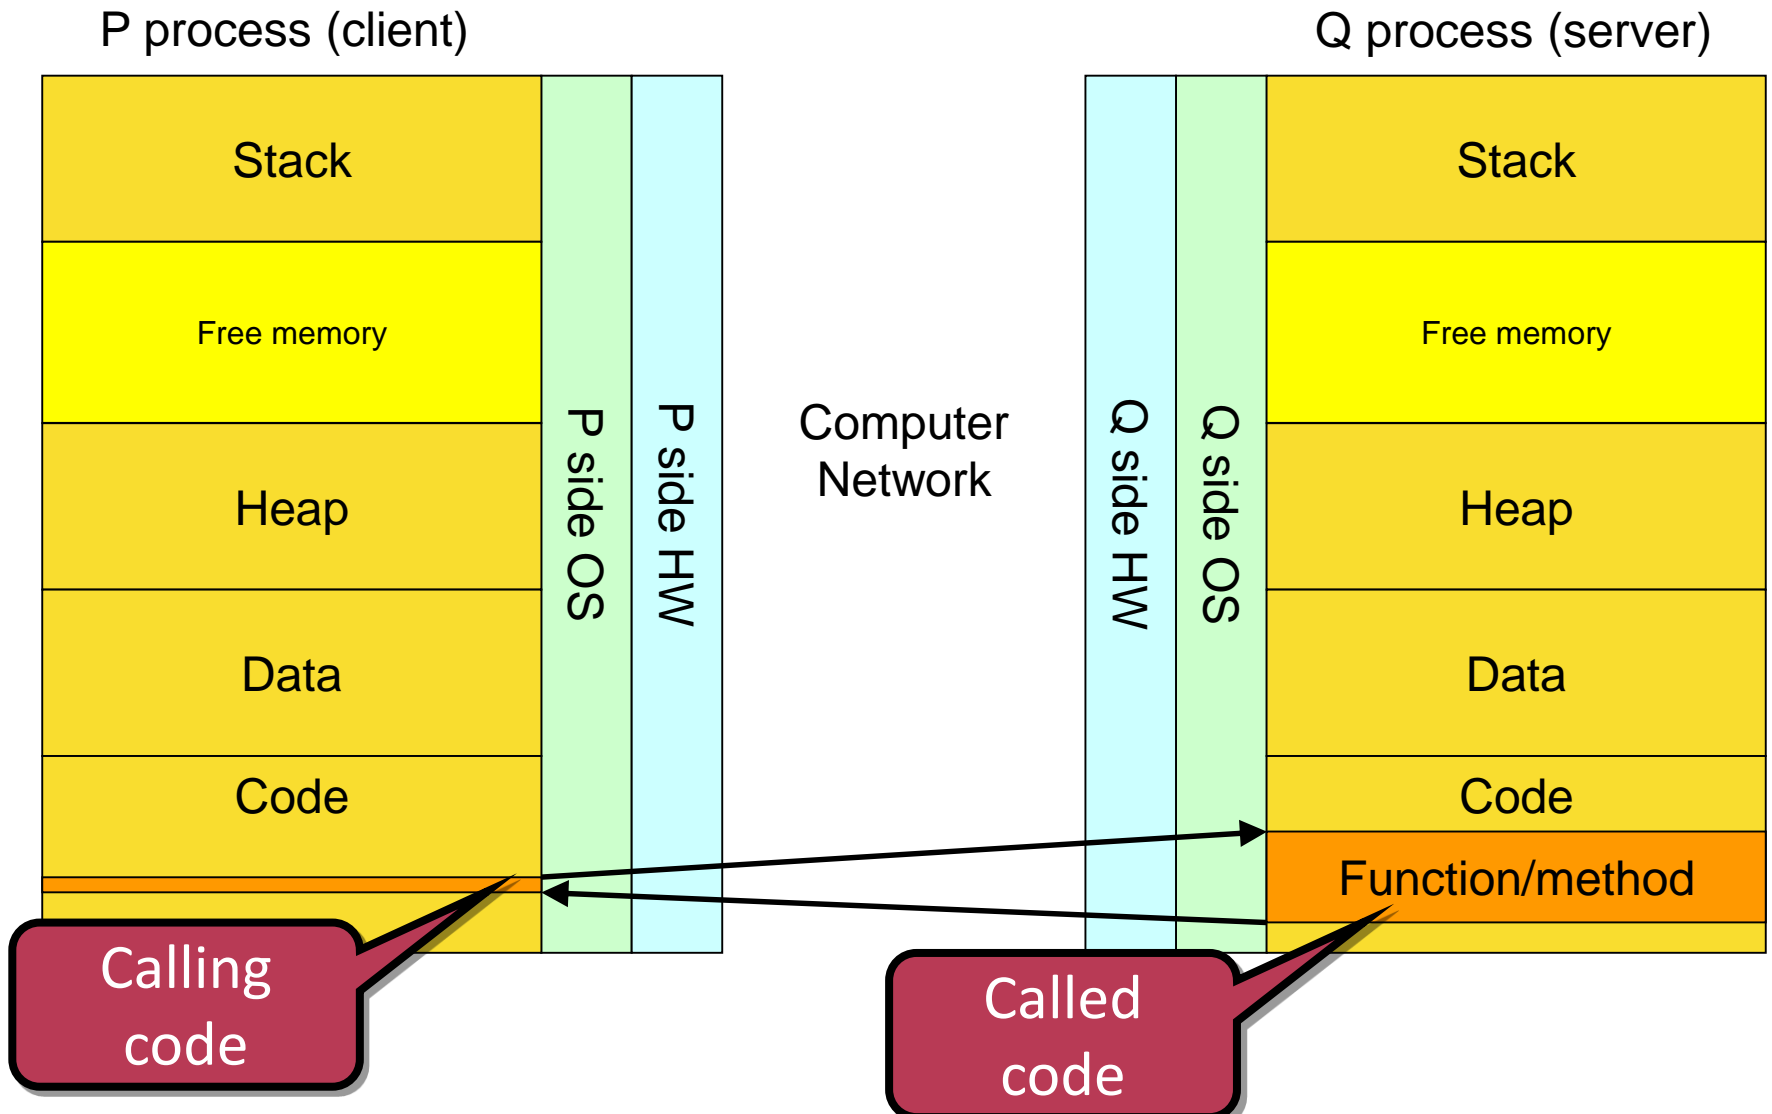 P process (client)
Q process (server)
Stack
Free memory
Heap
Data
Code
P side OS
P side HW
Computer
Network
Q side HW
Q side OS
Stack
Free memory
Heap
Data
Code
Function/method
Calling
code
Called
code